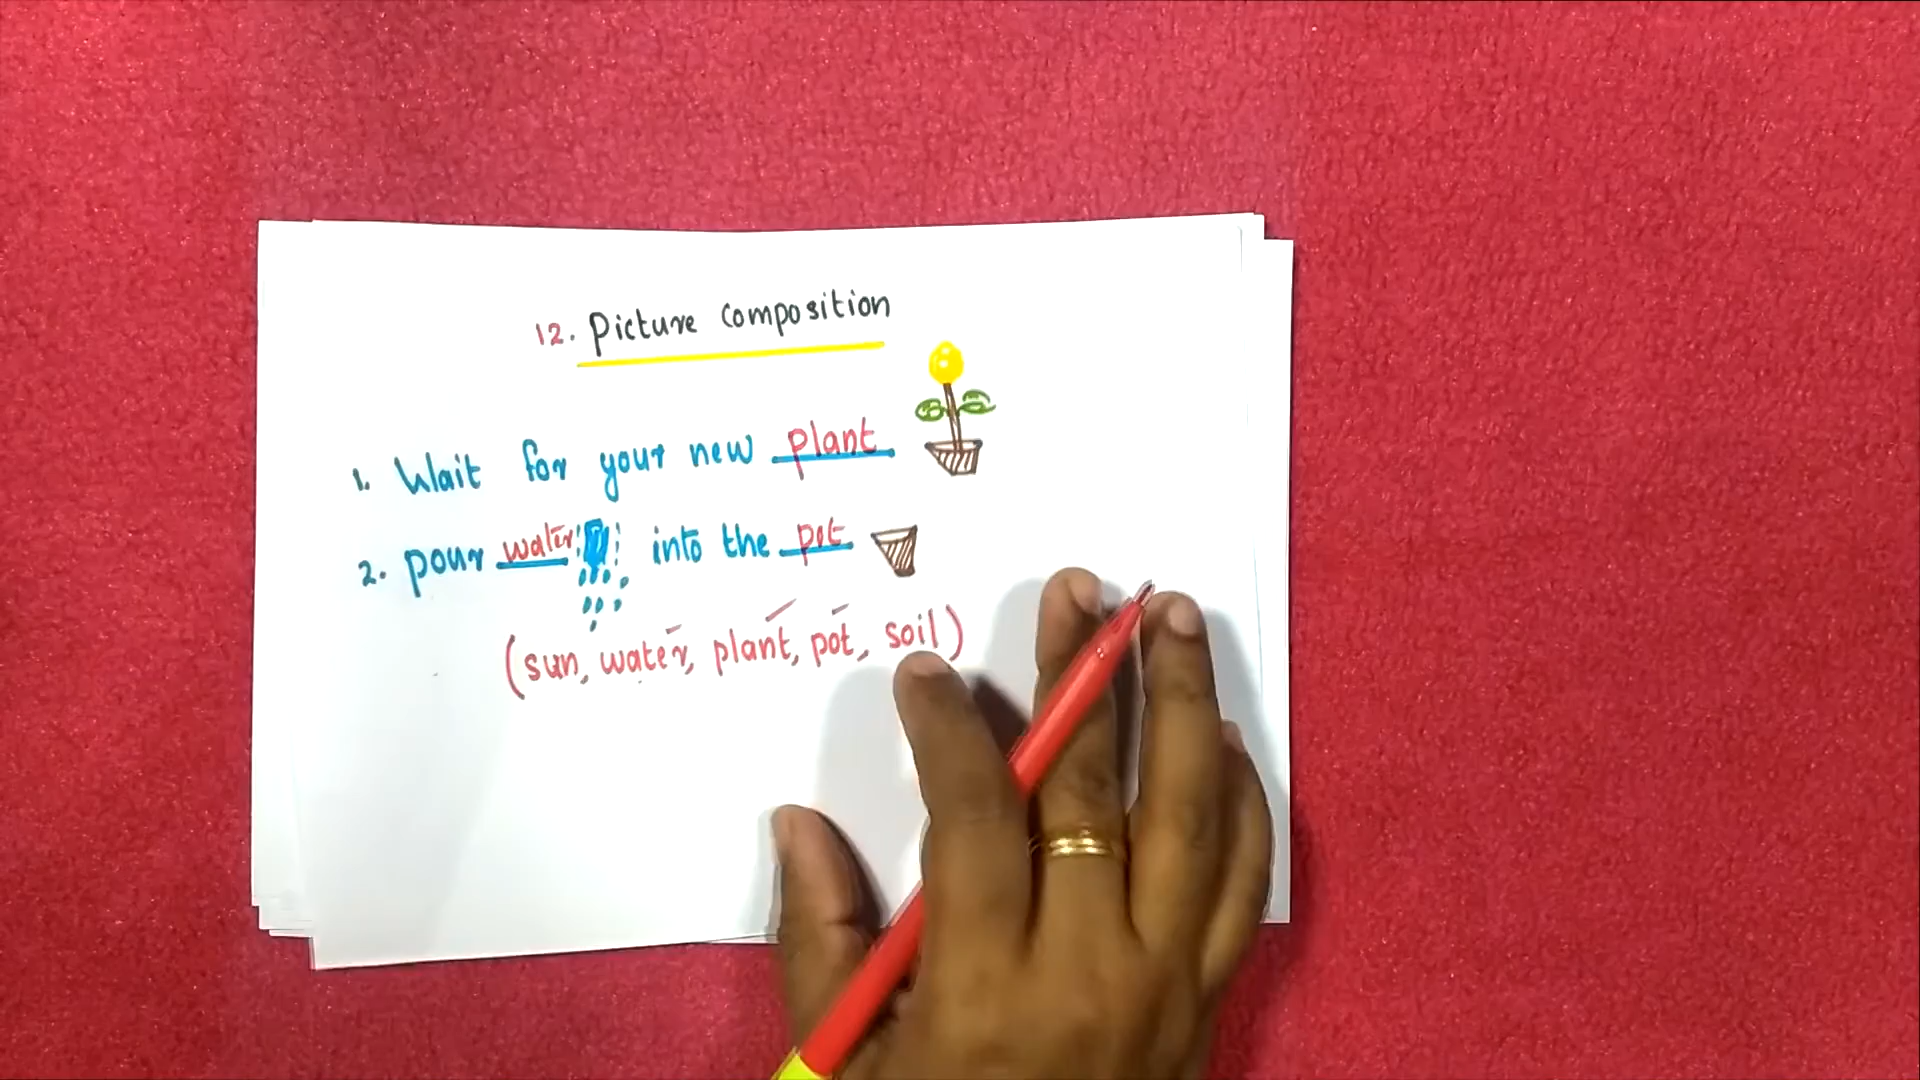 12. Picture composition
1. Wait for your new plant
2. pour water into the pot
(sun, water, plant, pot, soil)